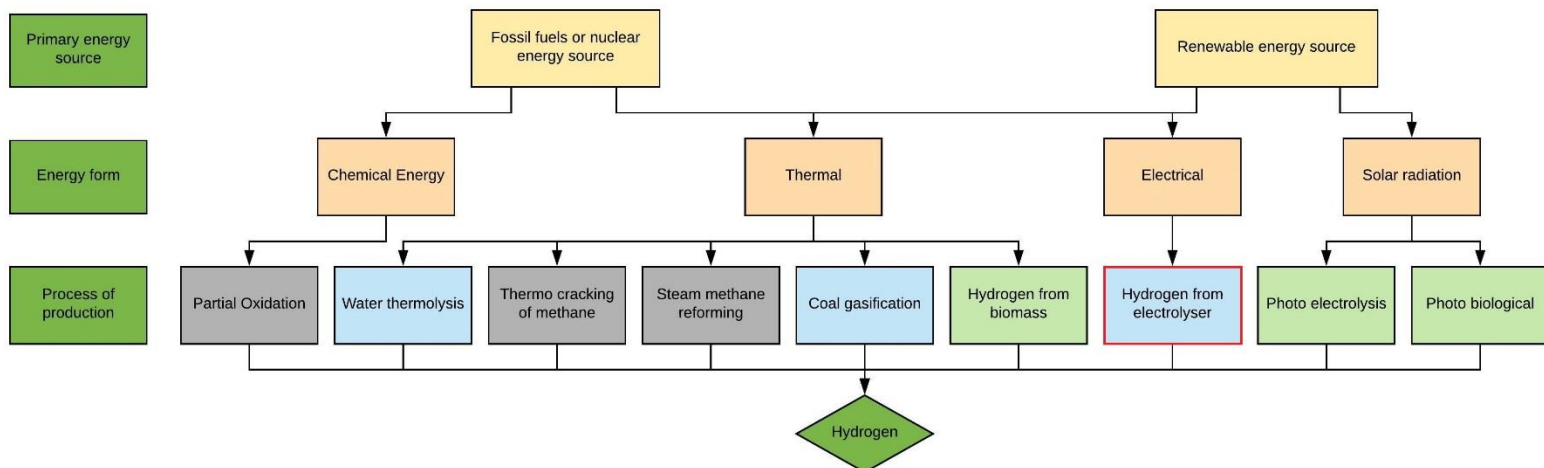 Primary energy
source
Fossil fuels or nuclear
energy source
Renewable energy source
Energy form
Chemical Energy
Thermal
Electrical
Solar radiation
Process of
production
Partial Oxidation
Water thermolysis
Thermo cracking
of methane
Steam methane
reforming
Coal gasification
Hydrogen from
biomass
Hydrogen from
electrolyser
Photo electrolysis
Photo biological
Hydrogen